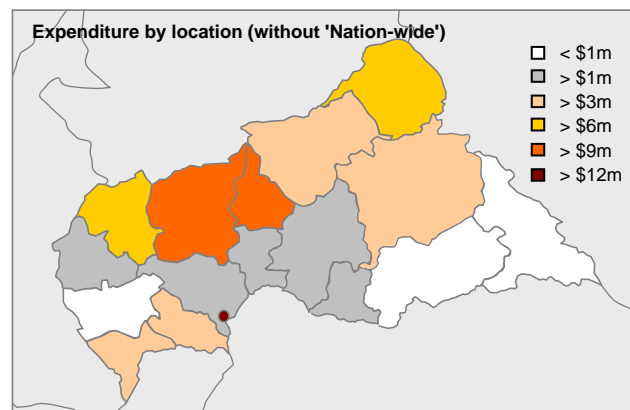 Expenditure by location (without 'Nation-wide')
< $1m
> $1m
> $3m
> $6m
> $9m
> $12m